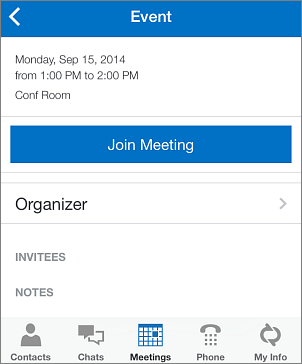 Event
Monday, Sep 15, 2014
from 1:00 PM to 2:00 PM
Conf Room
Join Meeting
Organizer
INVITEES
NOTES
Contacts Chats Meetings Phone My Info